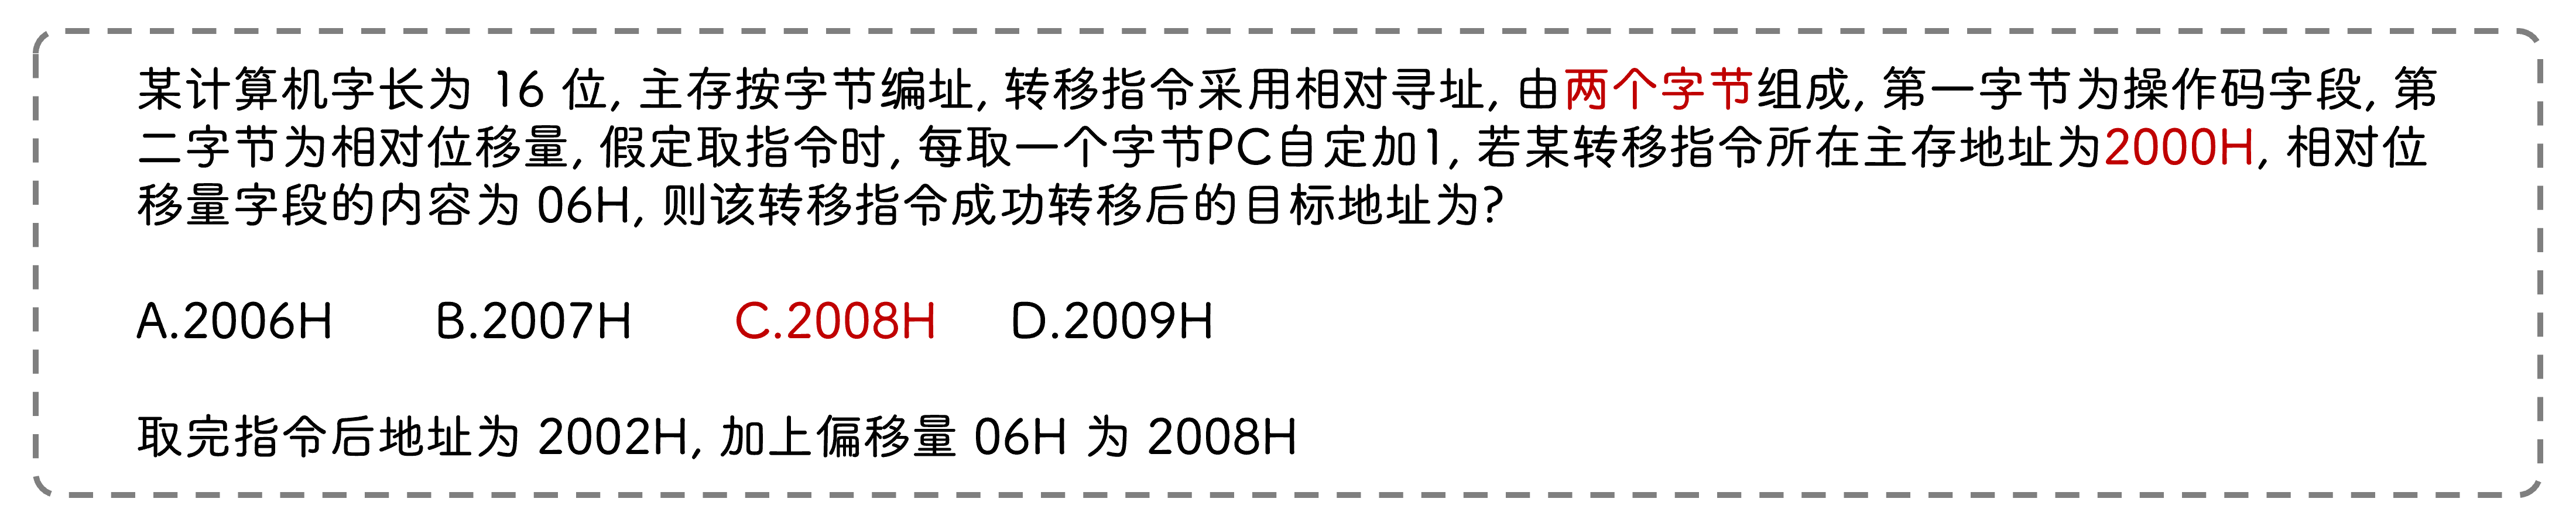 某计算机字长为 16 位, 主存按字节编址, 转移指令采用相对寻址, 由两个字节组成, 第一字节为操作码字段, 第
二字节为相对位移量, 假定取指令时, 每取一个字节PC自定加1, 若某转移指令所在主存地址为2000H, 相对位
移量字段的内容为 06H, 则该转移指令成功转移后的目标地址为?
A.2006H B.2007H C.2008H D.2009H
取完指令后地址为 2002H, 加上偏移量 06H 为 2008H